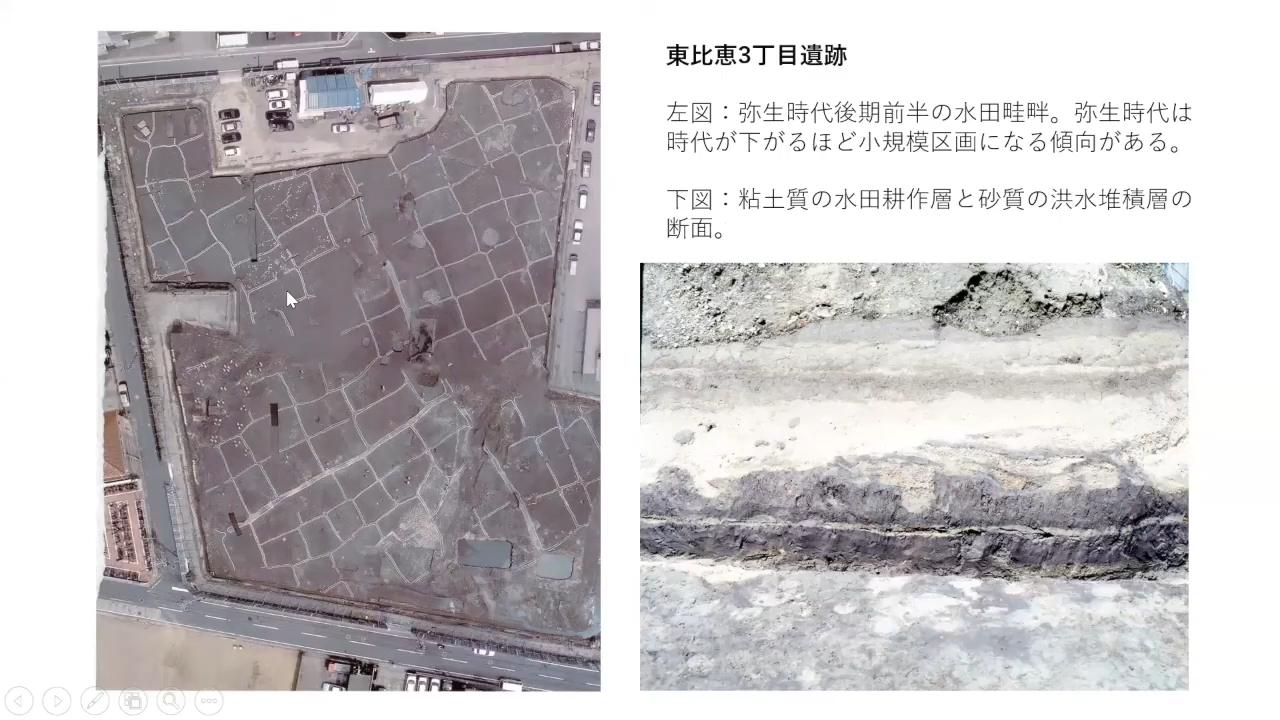 東比恵3丁目遺跡
左図：弥生時代後期前半の水田畦畔。弥生時代は
時代が下がるほど小規模区画になる傾向がある。
下図：粘土質の水田耕作層と砂質の洪水堆積層の
断面。